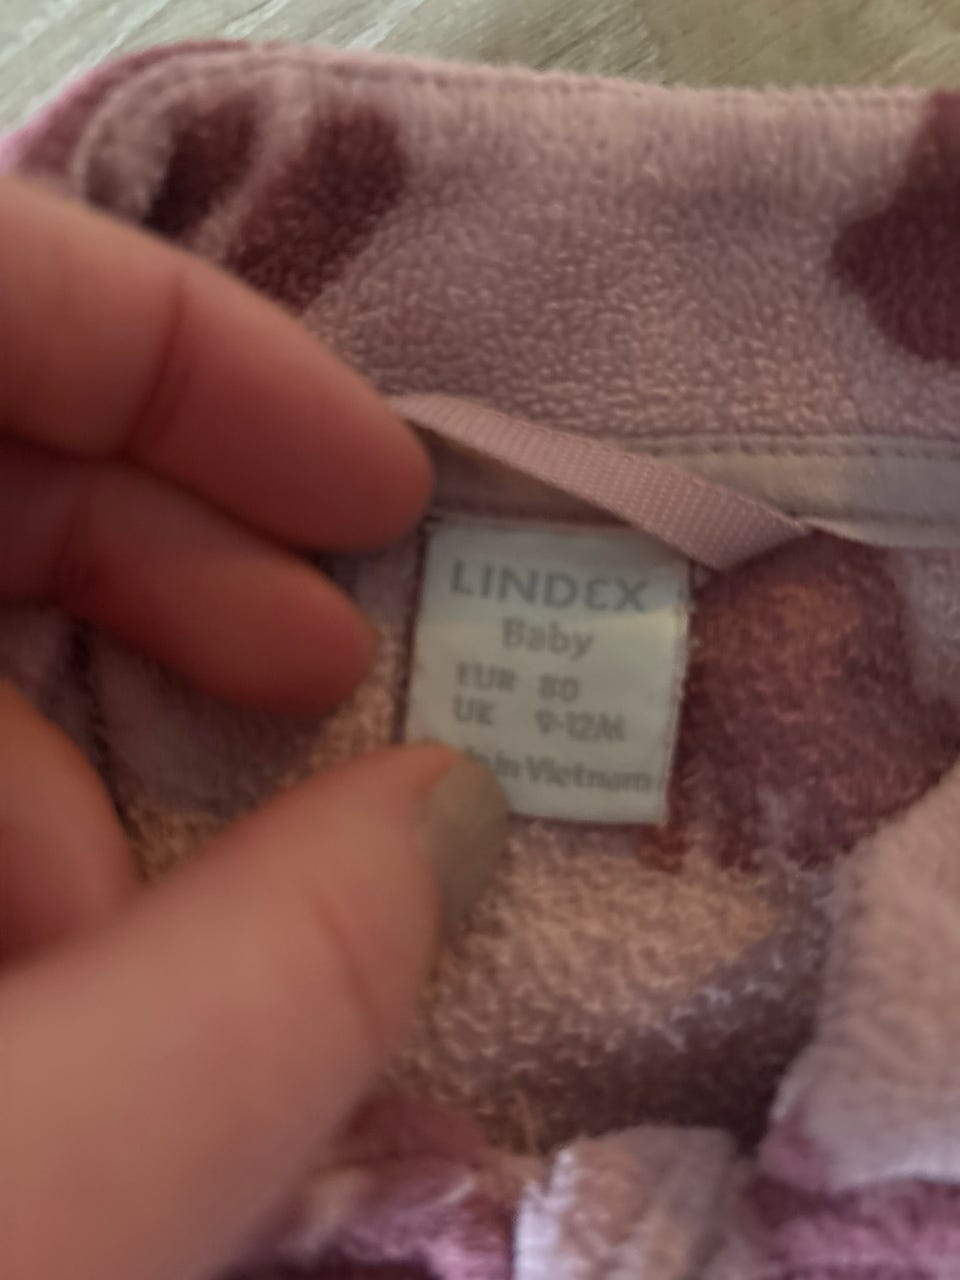 LINDEX
Baby
EUR 80
UK 9-12M
in Vietnam